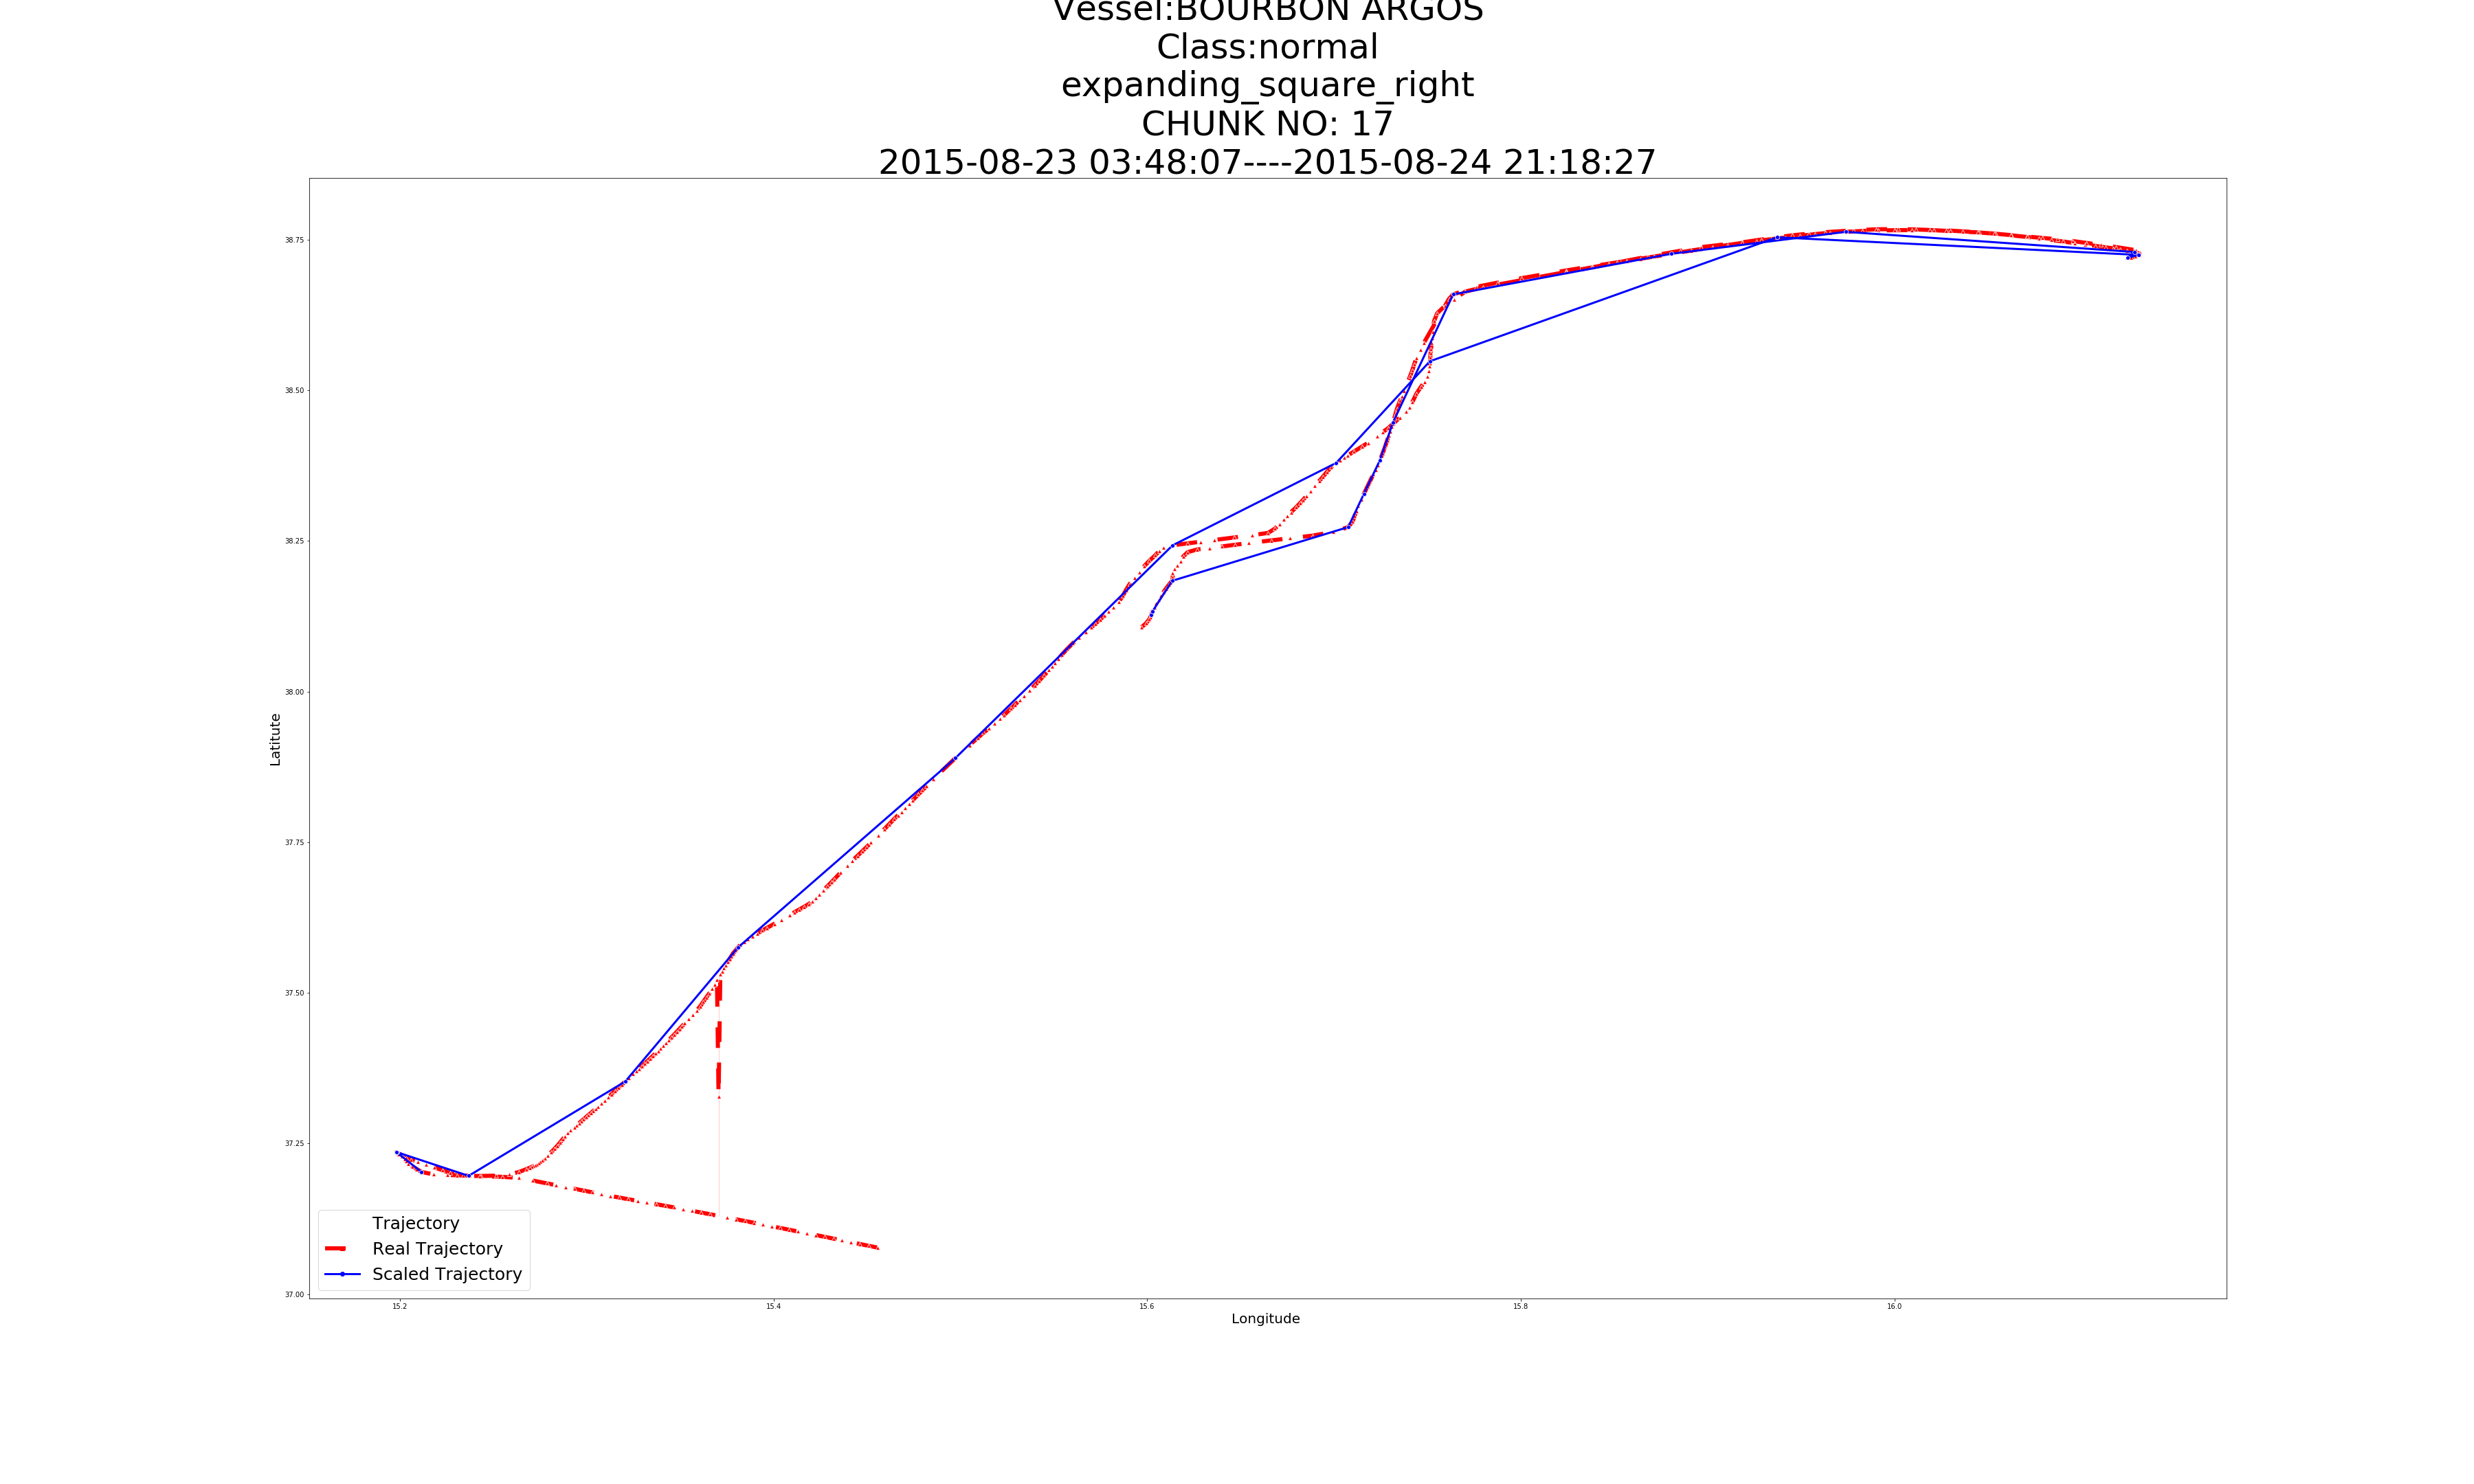 Vessel:BOURBON ARGOS
Class:normal
expanding_square_right
CHUNK NO: 17
2015-08-23 03:48:07----2015-08-24 21:18:27
38.75
38.50
38.25
38.00
37.75
37.50
37.25
37.00
Latitute
Trajectory
Real Trajectory
Scaled Trajectory
15.2
15.4
15.6
15.8
16.0
Longitude